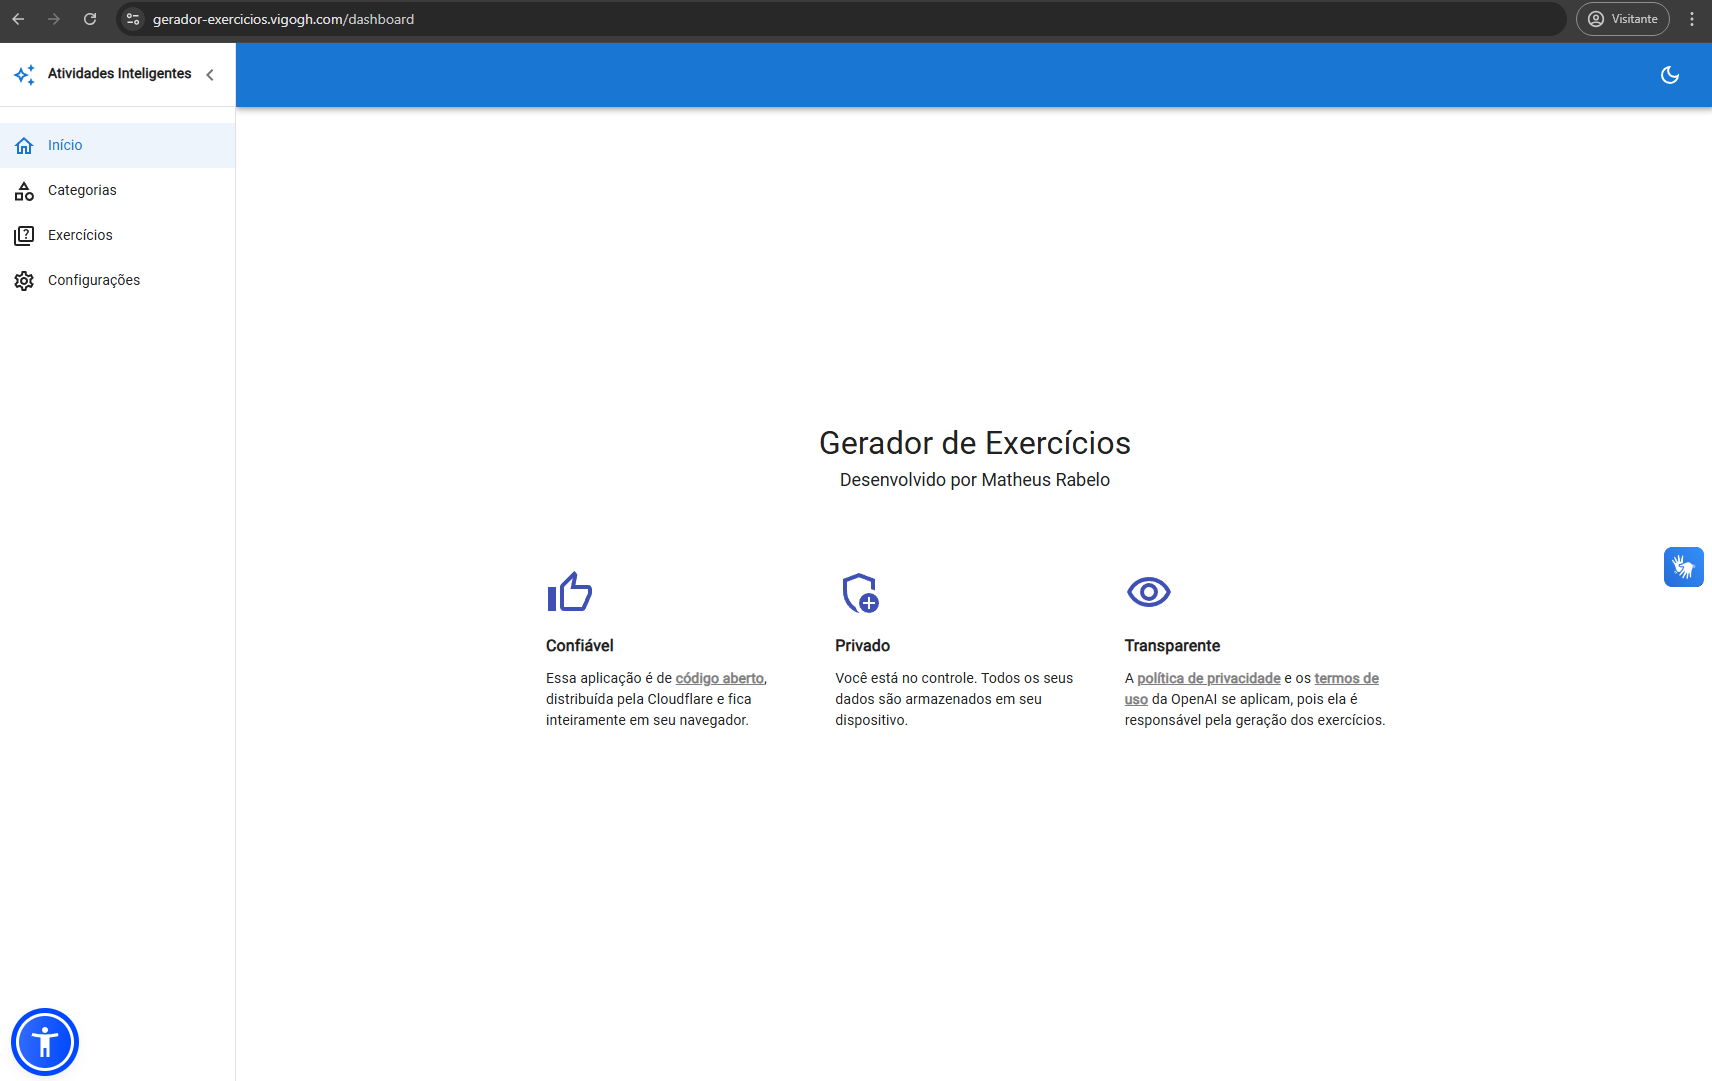 gerador-exercicios.vigogh.com/dashboard
Visitante
Atividades Inteligentes
Início
Categorias
Exercícios
Configurações
Gerador de Exercícios
Desenvolvido por Matheus Rabelo
Confiável
Essa aplicação é de código aberto,
distribuída pela Cloudflare e fica
inteiramente em seu navegador.
Privado
Você está no controle. Todos os seus
dados são armazenados em seu
dispositivo.
Transparente
A política de privacidade e os termos de
uso da OpenAI se aplicam, pois ela é
responsável pela geração dos exercícios.